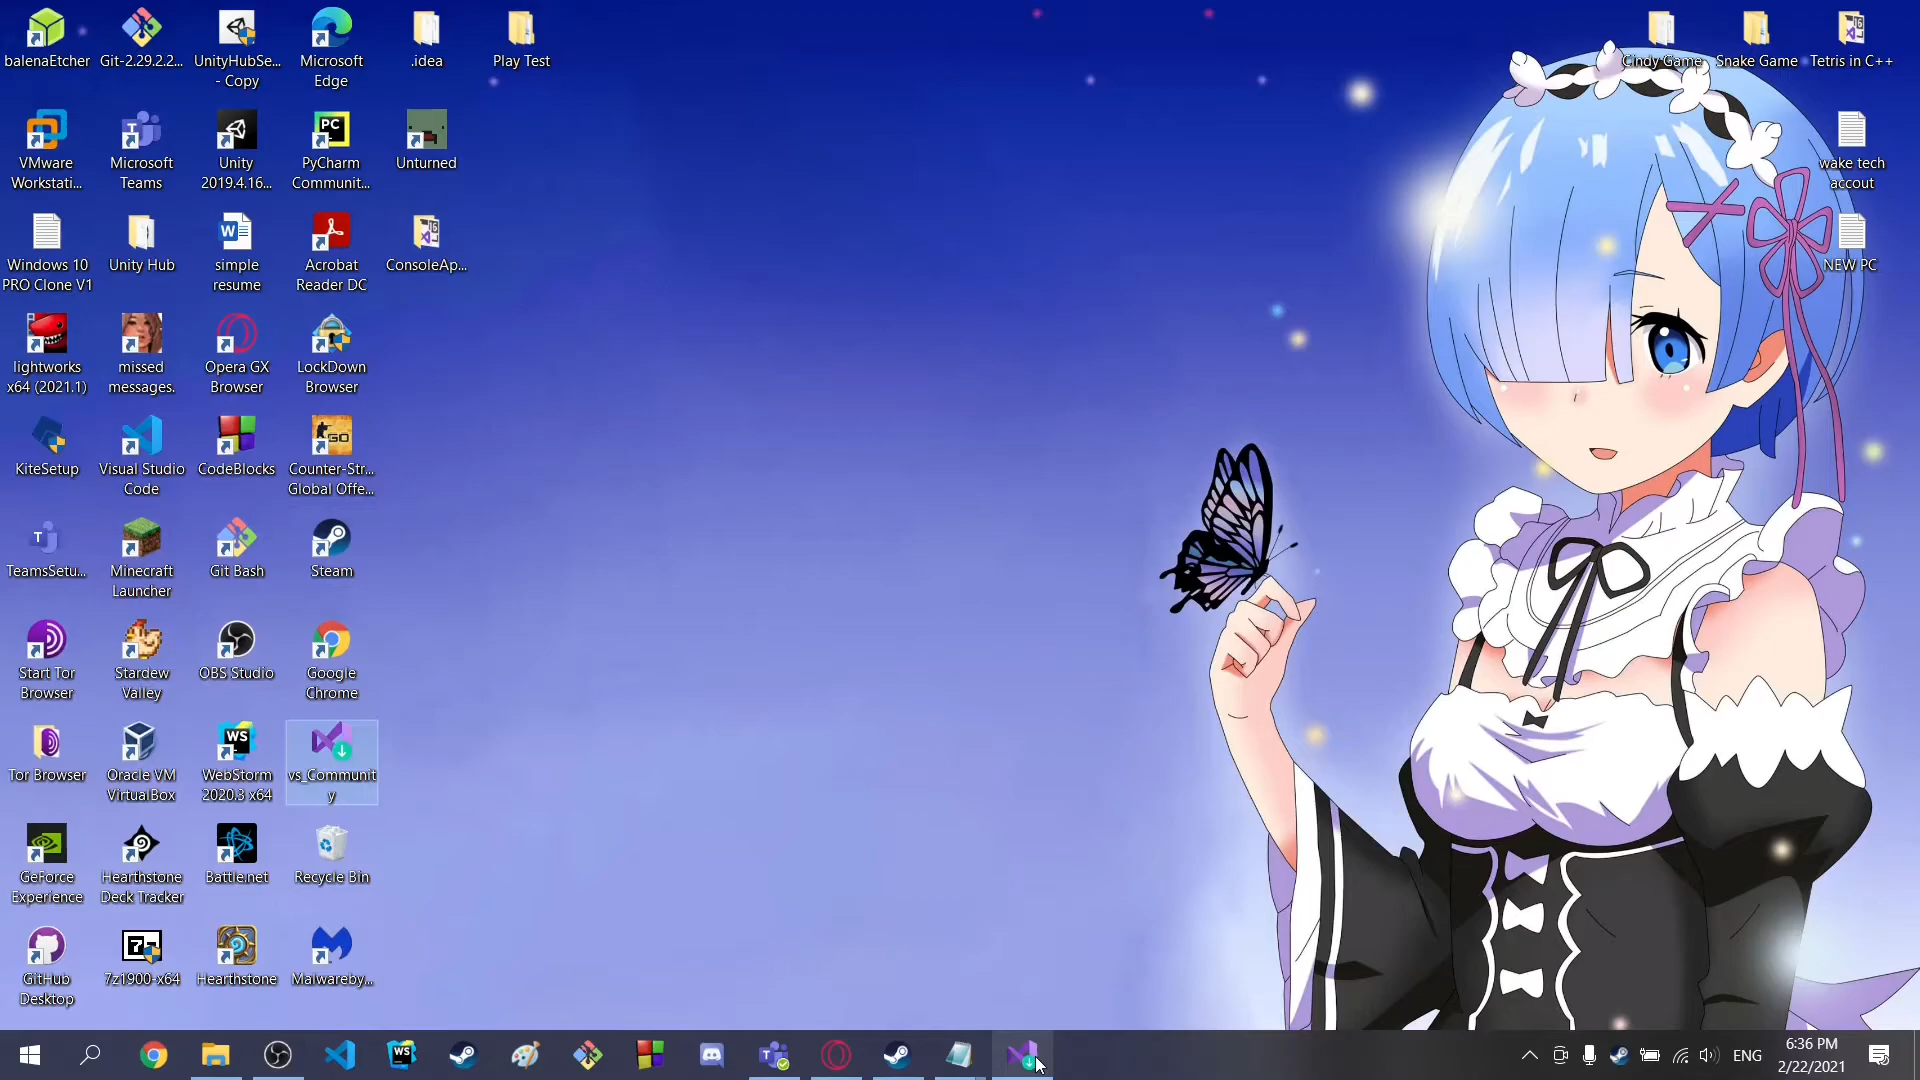 balenaEtcher
Git-2.29.2.2...
UnityHubSe...
- Copy
Microsoft
Edge
.idea
Play Test
Cindy Game
Snake Game
Tetris in C++
VMware
Workstati...
Microsoft
Teams
Unity
2019.4.16...
PC
PyCharm
Communit...
Unturned
wake tech
accout
Windows 10
PRO Clone V1
Unity Hub
W
simple
resume
Acrobat
Reader DC
ConsoleAp...
NEW PC
lightworks
x64 (2021.1)
missed
messages.
Opera GX
Browser
LockDown
Browser
KiteSetup
Visual Studio
Code
CodeBlocks
GO
Counter-Str...
Global Offe...
T
TeamsSetu...
Minecraft
Launcher
Git Bash
Steam
Start Tor
Browser
Stardew
Valley
OBS Studio
Google
Chrome
Tor Browser
Oracle VM
VirtualBox
WS
WebStorm
2020.3 x64
vs_Communit
y
GeForce
Experience
Hearthstone
Deck Tracker
Battle.net
Recycle Bin
GitHub
Desktop
7z
7z1900-x64
Hearthstone
Malwareby...
WS
T
ENG
6:36 PM
2/22/2021